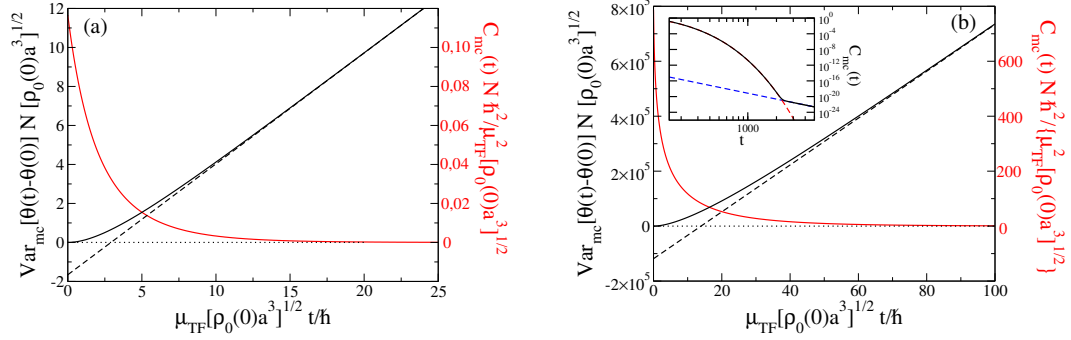 (a)
Var_mc[θ(t)-θ(0)] N [ρ_0(0)a^3]^1/2
12
10
8
6
4
2
0
-2
0 5 10 15 20 25
μ_TF[ρ_0(0)a^3]^1/2 t/ħ
0,10
0.08
0.06
0.04
0,02
0
C_mc(t) N ħ^2/μ_TF^2[ρ_0(0)a^3]^1/2
(b)
Var_mc[θ(t)-θ(0)] N [ρ_0(0)a^3]^1/2
8×10^5
6×10^5
4×10^5
2×10^5
0
-2×10^5
0 20 40 60 80 100
μ_TF[ρ_0(0)a^3]^1/2 t/ħ
600
400
200
0
C_mc(t) N ħ^2/{μ_TF^2[ρ_0(0)a^3]^1/2}
10^0
10^-4
10^-8
10^-12
10^-16
10^-20
10^-24
C_mc(t)
1000
t